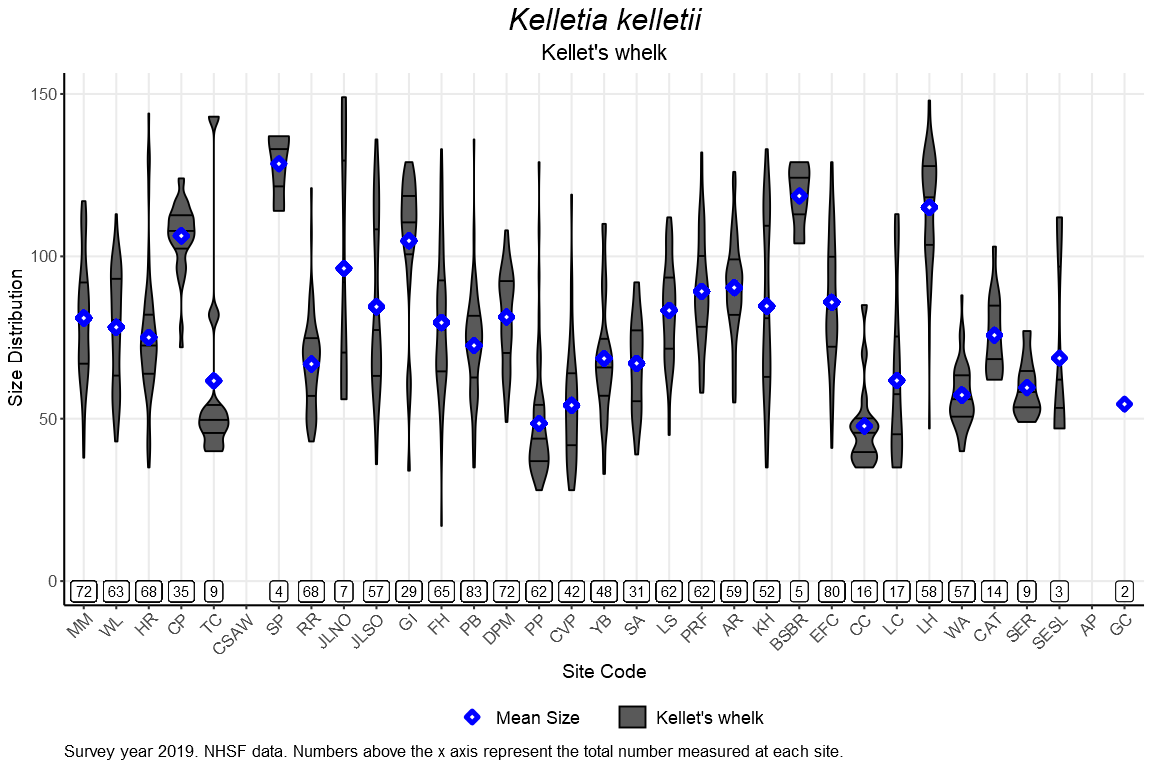 Kelletia kelletii
Kellet's whelk
Size Distribution
150
100
50
0
72 63 68 35 9 4 68 7 57 29 65 83 72 62 42 48 31 62 62 59 52 5 80 16 17 58 57 14 9 3 2
MM WL HR CP TC CSAW SP RR JLNO JLSO GI FH PB DPM PP CVP YB SA LS PRF AR KH BSBR EFC CC LC LH WA CAT SER SESL AP GC
Site Code
Mean Size Kellet's whelk
Survey year 2019. NHSF data. Numbers above the x axis represent the total number measured at each site.